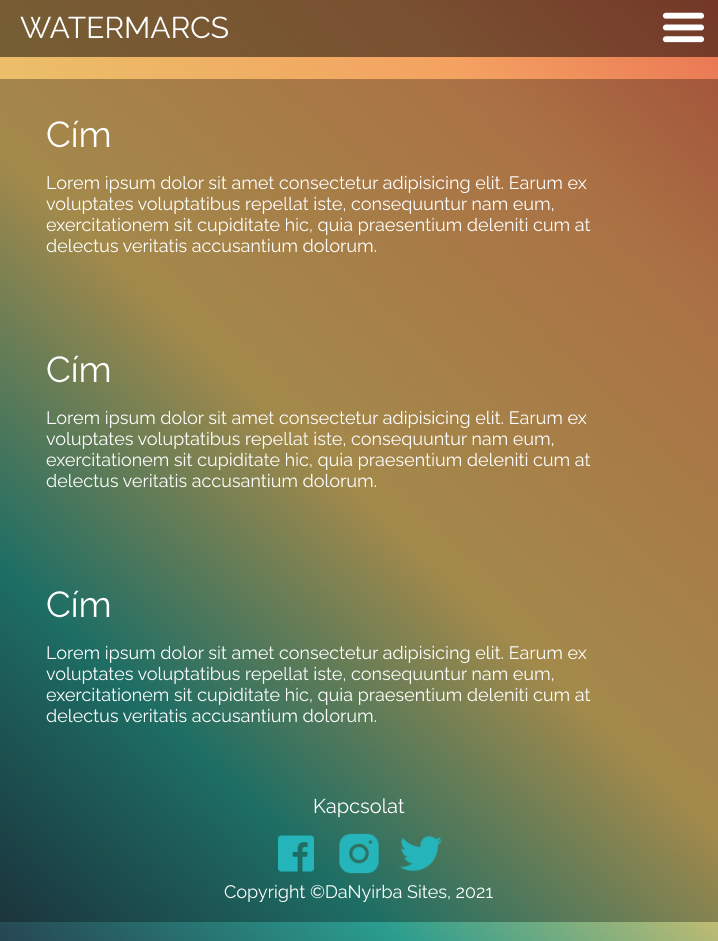 WATERMARCS
Cím
Lorem ipsum dolor sit amet consectetur adipisicing elit. Earum ex
voluptates voluptatibus repellat iste, consequuntur nam eum,
exercitationem sit cupiditate hic, quia praesentium deleniti cum at
delectus veritatis accusantium dolorum.
Cím
Lorem ipsum dolor sit amet consectetur adipisicing elit. Earum ex
voluptates voluptatibus repellat iste, consequuntur nam eum,
exercitationem sit cupiditate hic, quia praesentium deleniti cum at
delectus veritatis accusantium dolorum.
Cím
Lorem ipsum dolor sit amet consectetur adipisicing elit. Earum ex
voluptates voluptatibus repellat iste, consequuntur nam eum,
exercitationem sit cupiditate hic, quia praesentium deleniti cum at
delectus veritatis accusantium dolorum.
Kapcsolat
Copyright ©DaNyirba Sites, 2021